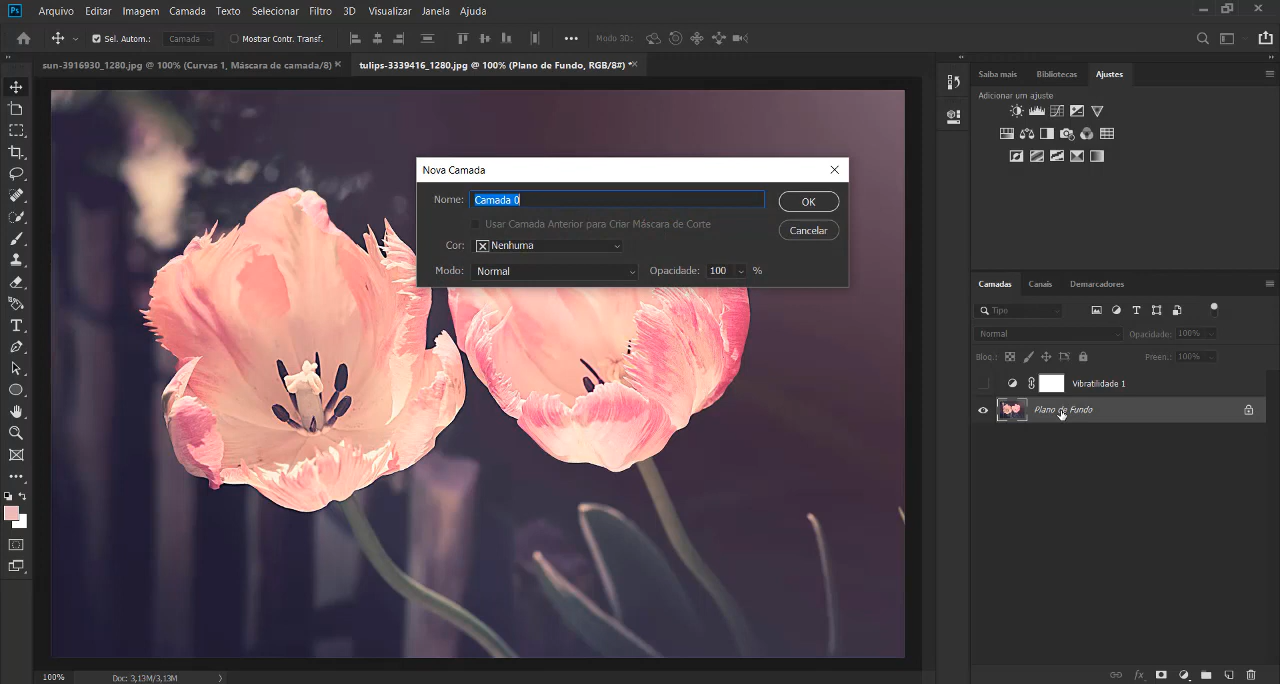 Ps Arquivo Editar Imagem Camada Texto Selecionar Filtro 3D Visualizar Janela Ajuda
Sel. Autom.: Camada Mostrar Contr. Transf. Modo 3D:
sun-3916930_1280.jpg @ 100% (Curvas 1, Máscara de camada/8) tulips-3339416_1280.jpg @ 100% (Plano de Fundo, RGB/8#) *
Saiba mais Bibliotecas Ajustes
Adicionar um ajuste
Nova Camada
Nome: Camada 0 OK
Usar Camada Anterior para Criar Máscara de Corte
Cancelar
Cor: Nenhuma
Modo: Normal Opacidade: 100 %
Camadas Canais Demarcadores
Tipo
Normal Opacidade: 100%
Bloq.: Preen.: 100%
Vibratilidade 1
Plano de Fundo
100% Doc: 3,13M/3,13M